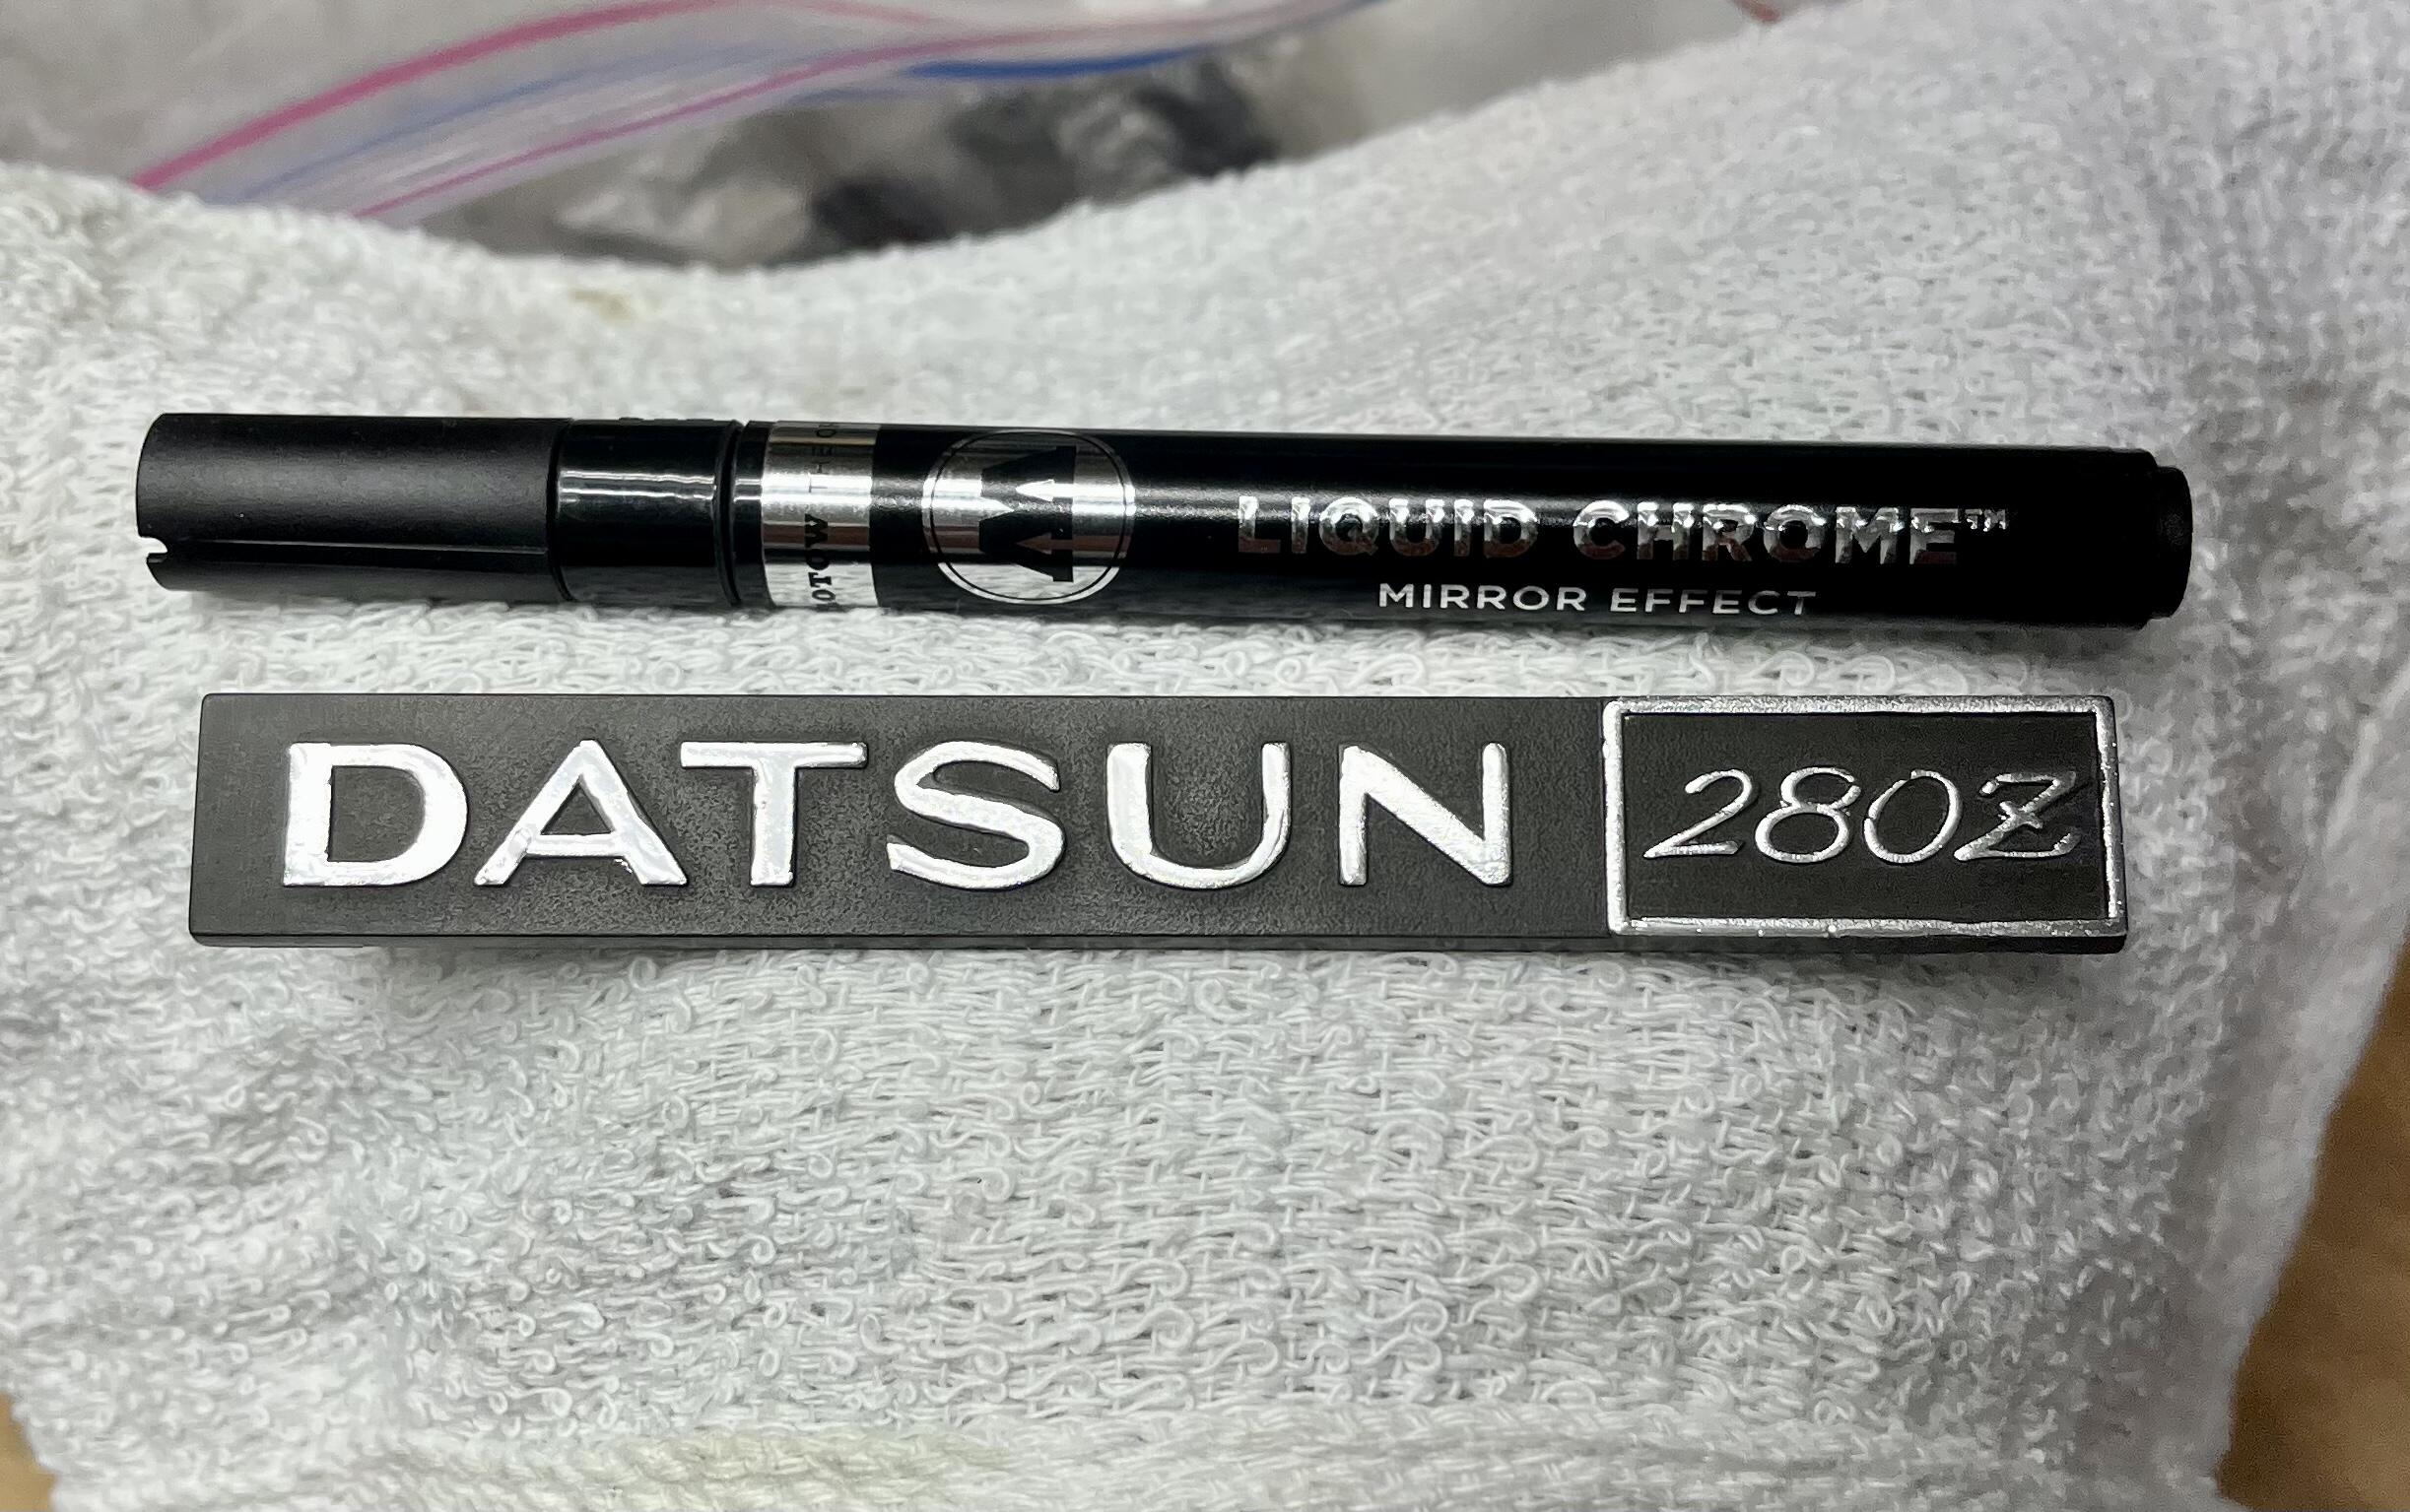 LIQUID CHROME™
MIRROR EFFECT
DATSUN 280Z